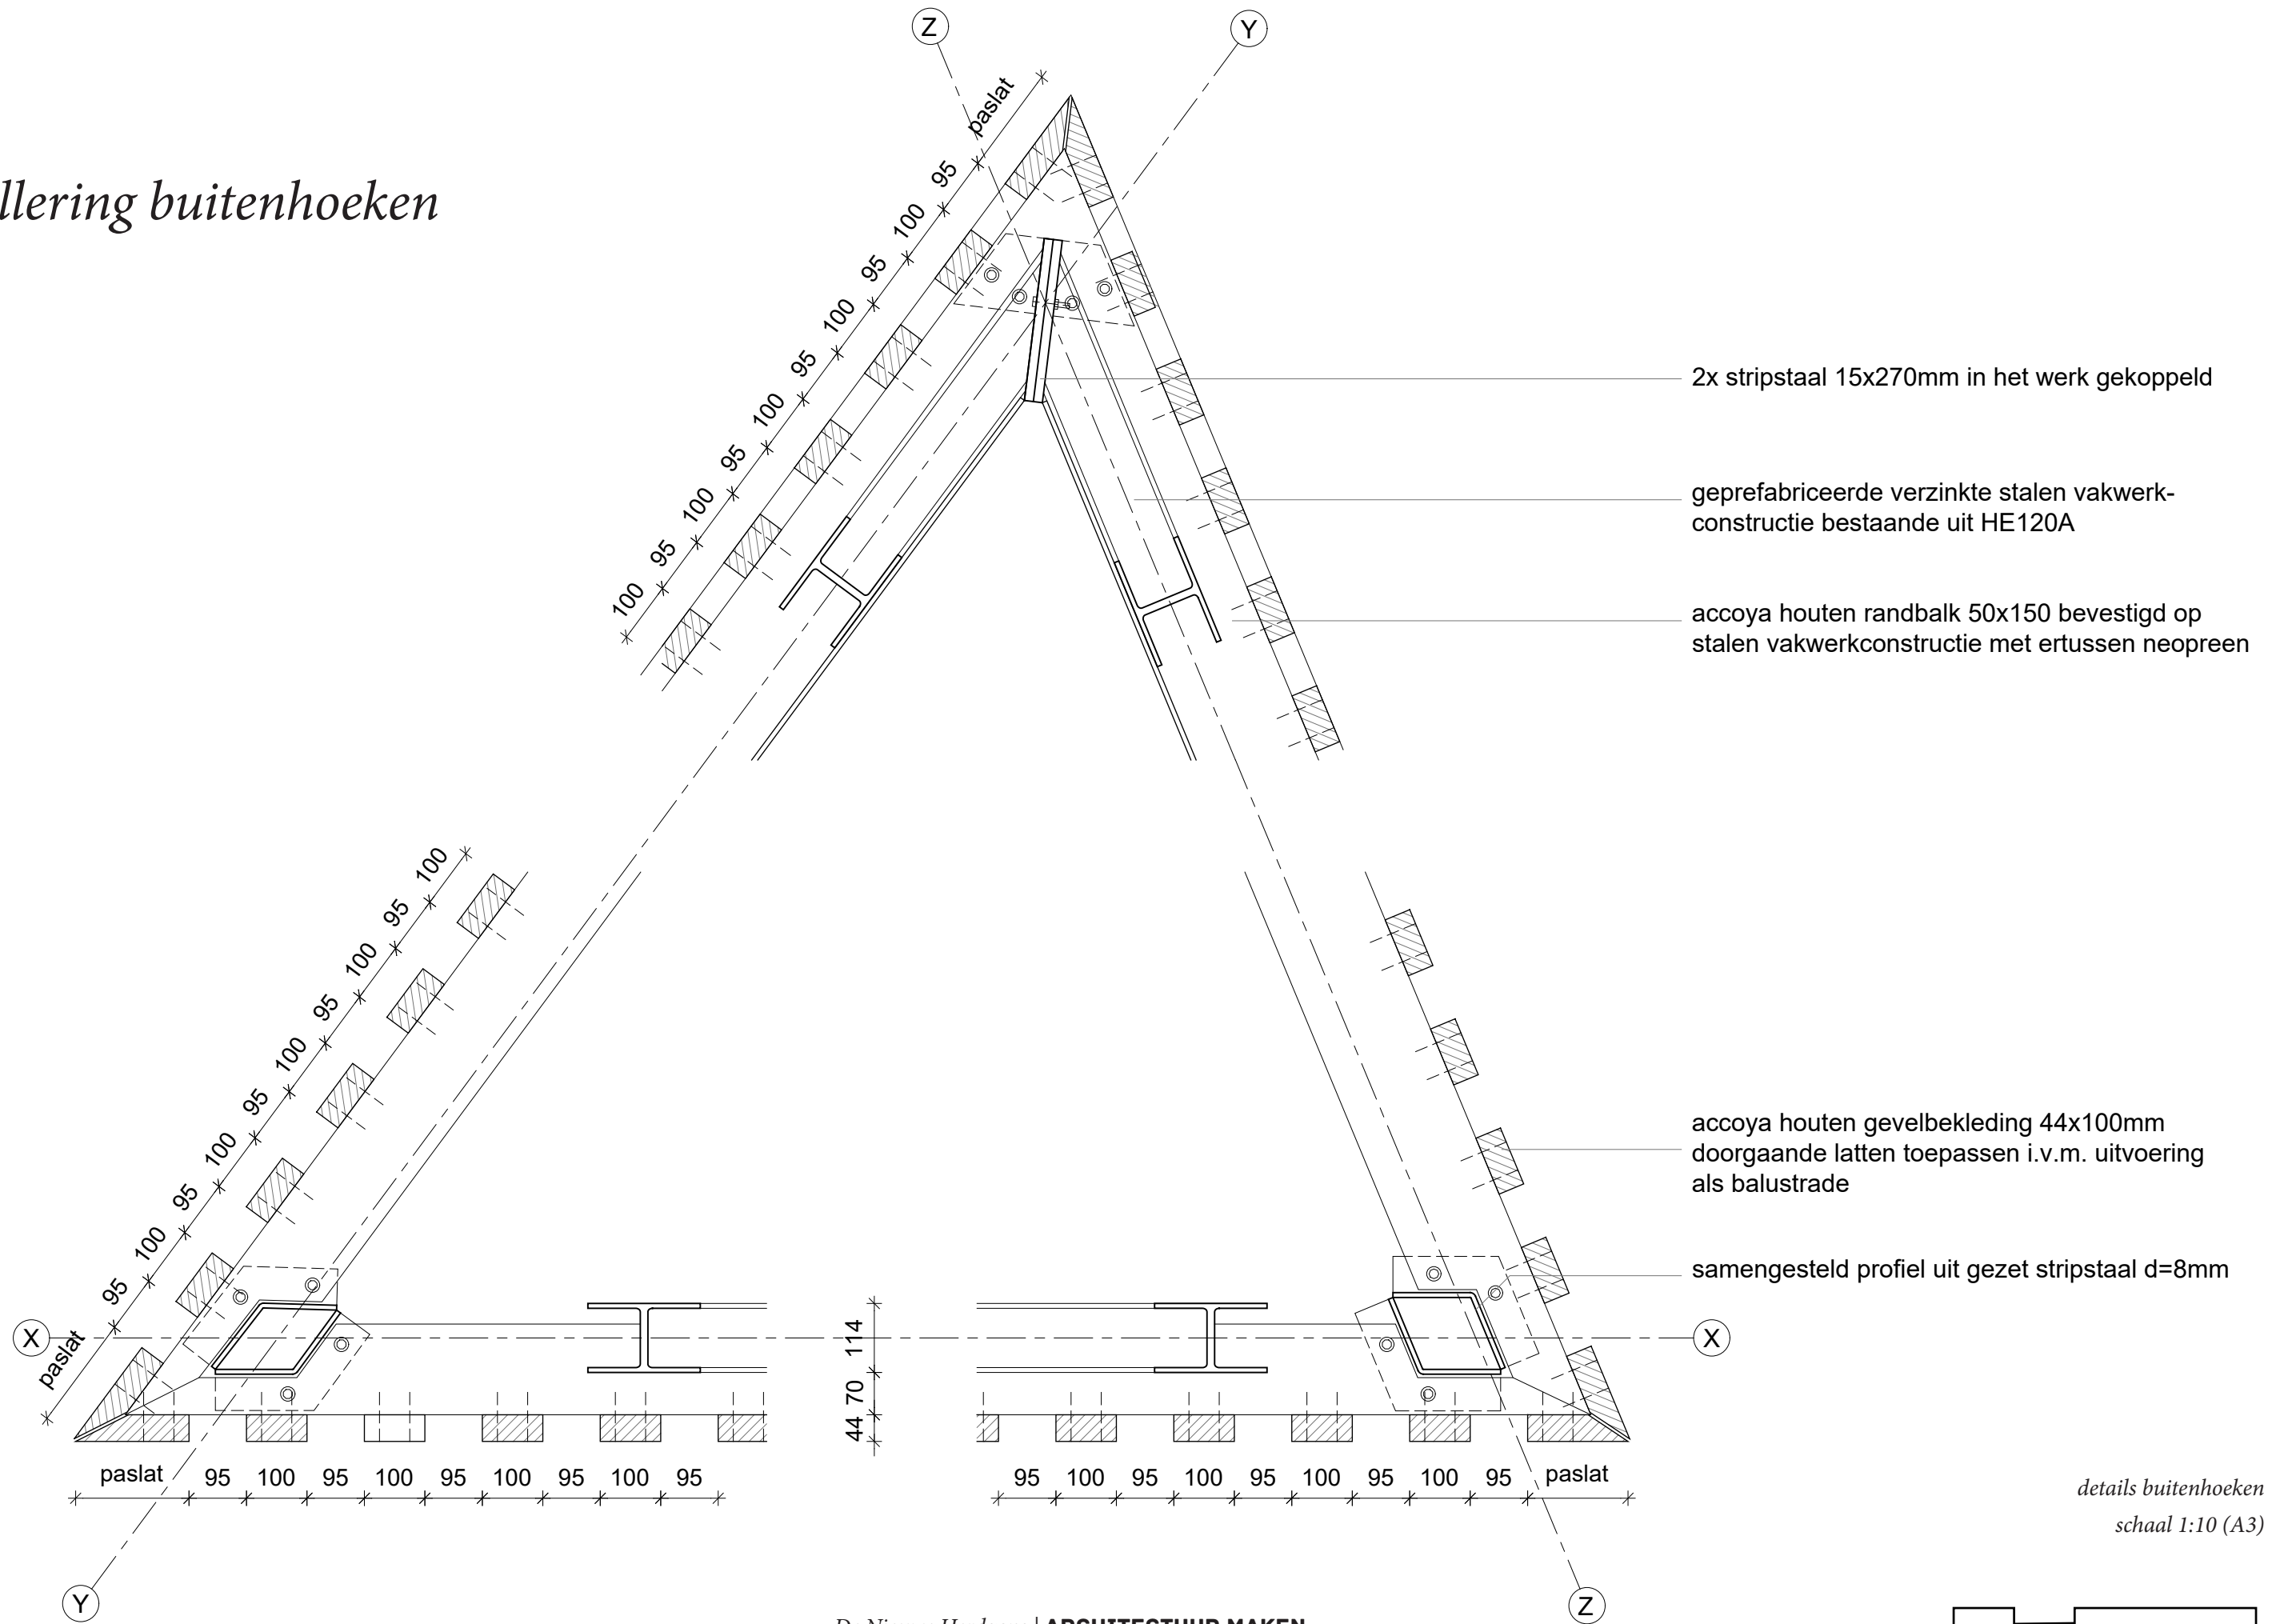 Z
Y
llering buitenhoeken
paslat
95
100
95
100
95
100
95
100
95
100
2x stripstaal 15x270mm in het werk gekoppeld
geprefabriceerde verzinkte stalen vakwerk-
constructie bestaande uit HE120A
accoya houten randbalk 50x150 bevestigd op
stalen vakwerkconstructie met ertussen neopreen
100
95
100
95
100
95
100
95
100
95
paslat
accoya houten gevelbekleding 44x100mm
doorgaande latten toepassen i.v.m. uitvoering
als balustrade
samengesteld profiel uit gezet stripstaal d=8mm
X
114
70
44
X
paslat 95 100 95 100 95 100 95 100 95
95 100 95 100 95 100 95 100 95 paslat
details buitenhoeken
schaal 1:10 (A3)
Y
Z
ARCHITECTUUR MAKEN